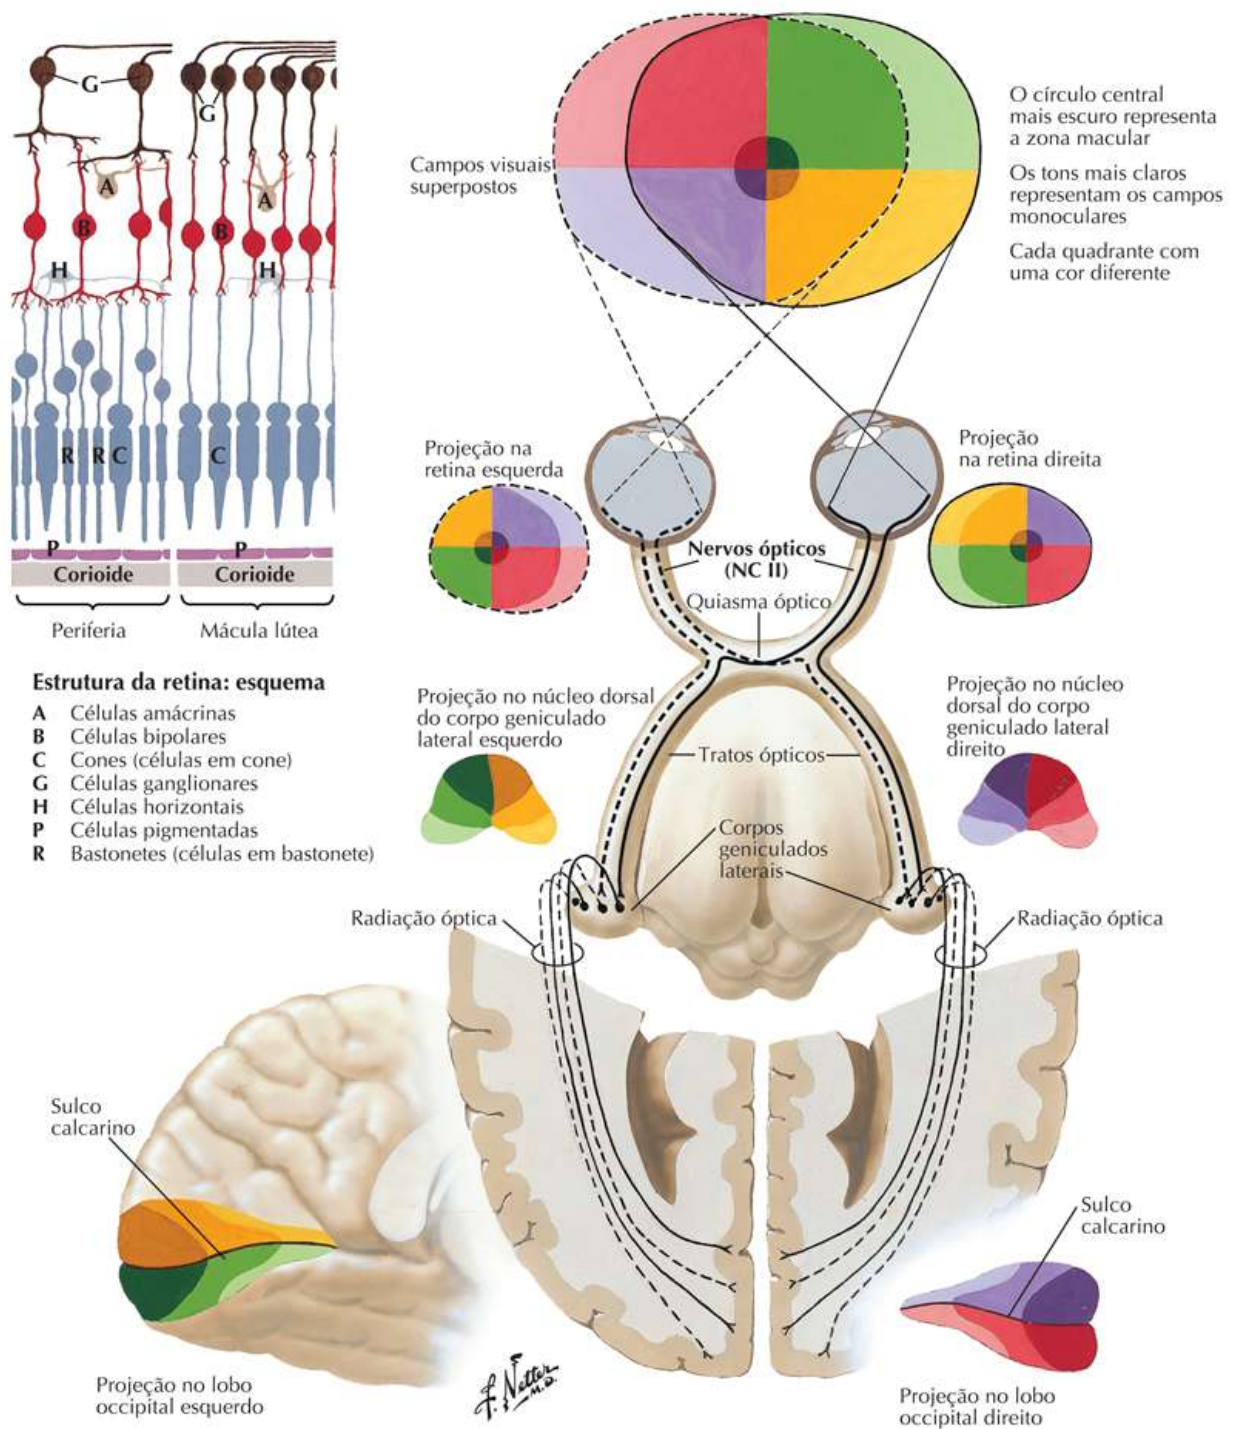 G
G
A
A
B
B
H
H
R
R
C
C
P
P
Corioide
Corioide
Periferia
Mácula lútea
Estrutura da retina: esquema
A Células amácrinas
B Células bipolares
C Cones (células em cone)
G Células ganglionares
H Células horizontais
P Células pigmentadas
R Bastonetes (células em bastonete)
Campos visuais
superpostos
O círculo central
mais escuro representa
a zona macular
Os tons mais claros
representam os campos
monoculares
Cada quadrante com
uma cor diferente
Projeção na
retina esquerda
Projeção
na retina direita
Nervos ópticos
(NC II)
Quiasma óptico
Projeção no núcleo dorsal
do corpo geniculado
lateral esquerdo
Projeção no núcleo
dorsal do corpo
geniculado lateral
direito
Tratos ópticos
Corpos
geniculados
laterais
Radiação óptica
Radiação óptica
Sulco
calcarino
Sulco
calcarino
Projeção no lobo
occipital esquerdo
F. Netter
M.D.
Projeção no lobo
occipital direito